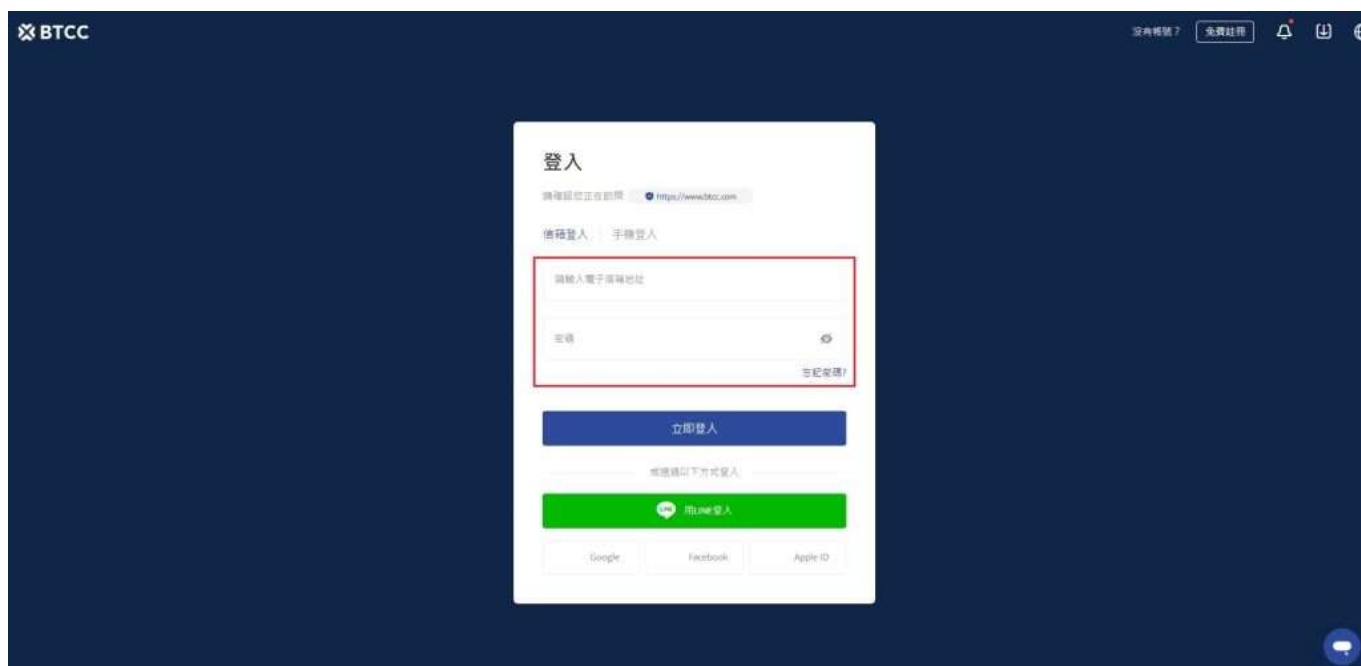 BTCC
沒有帳號？ 免費註冊
登入
請確認您正在訪問 https://www.btcc.com
信箱登入 手機登入
請輸入電子信箱地址
密碼
忘記密碼?
立即登入
或透過以下方式登入
LINE 用LINE登入
Google Facebook Apple ID